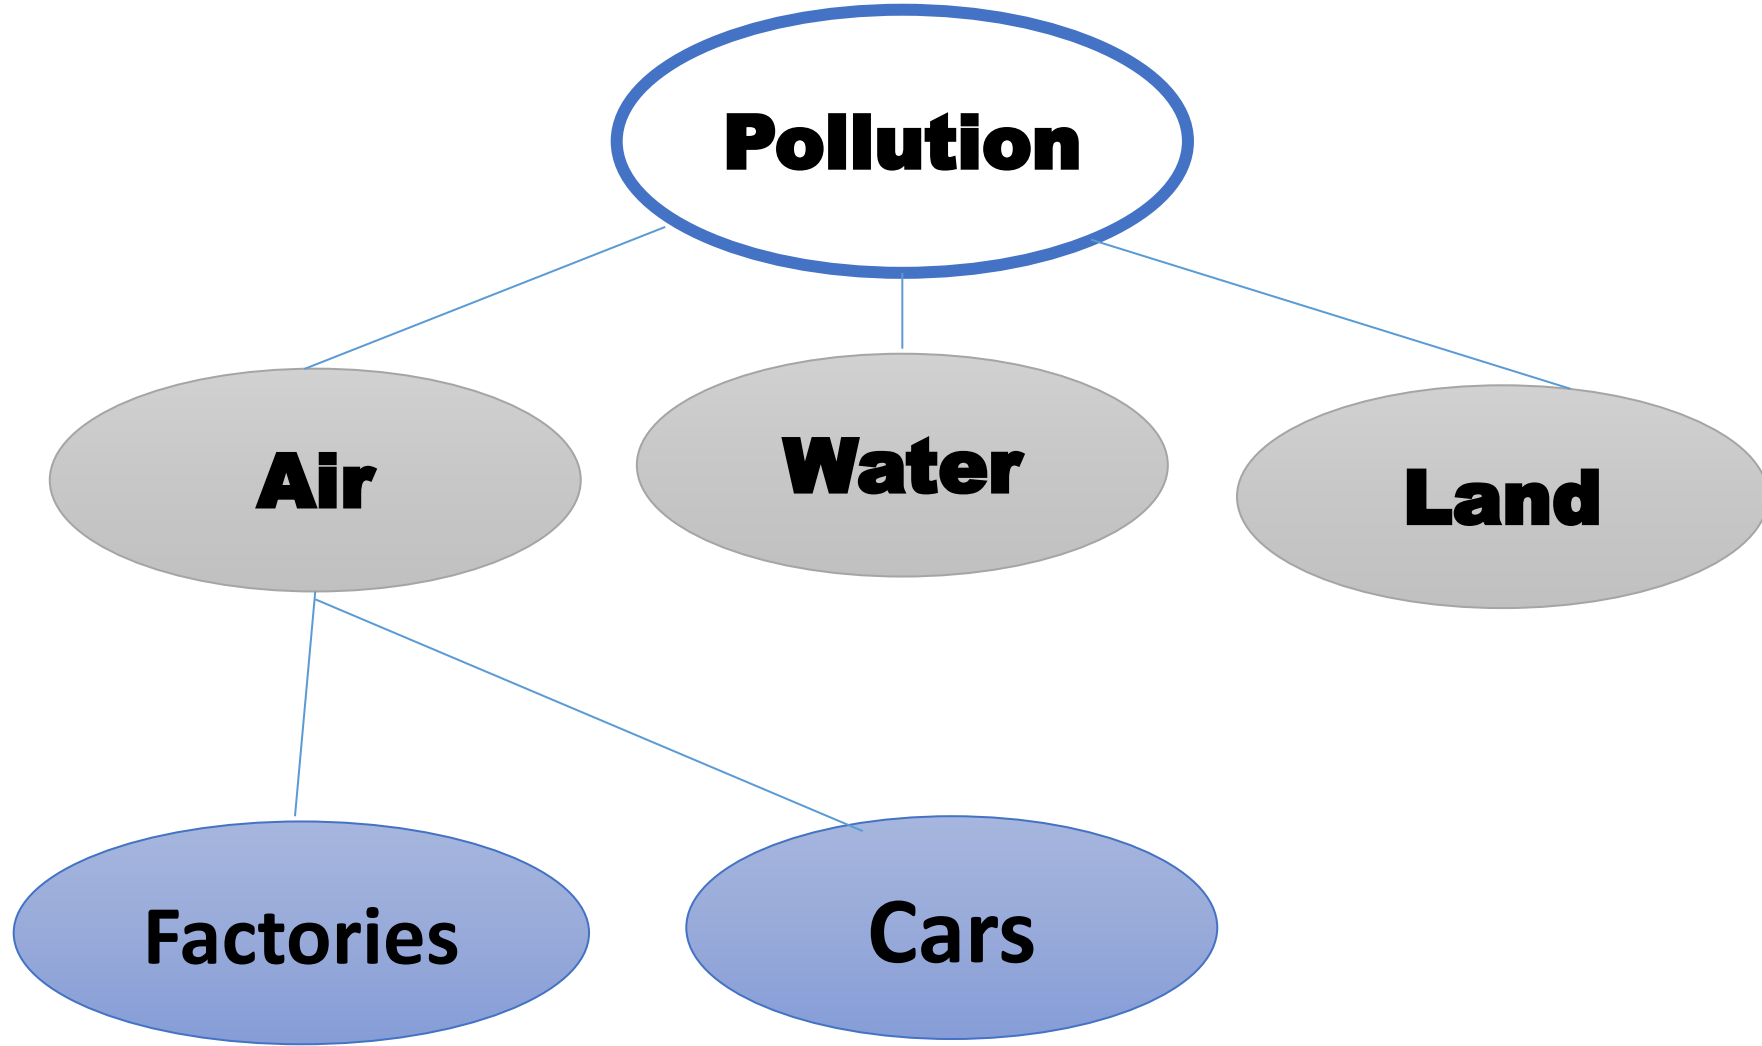 Pollution
Air
Water
Land
Factories
Cars